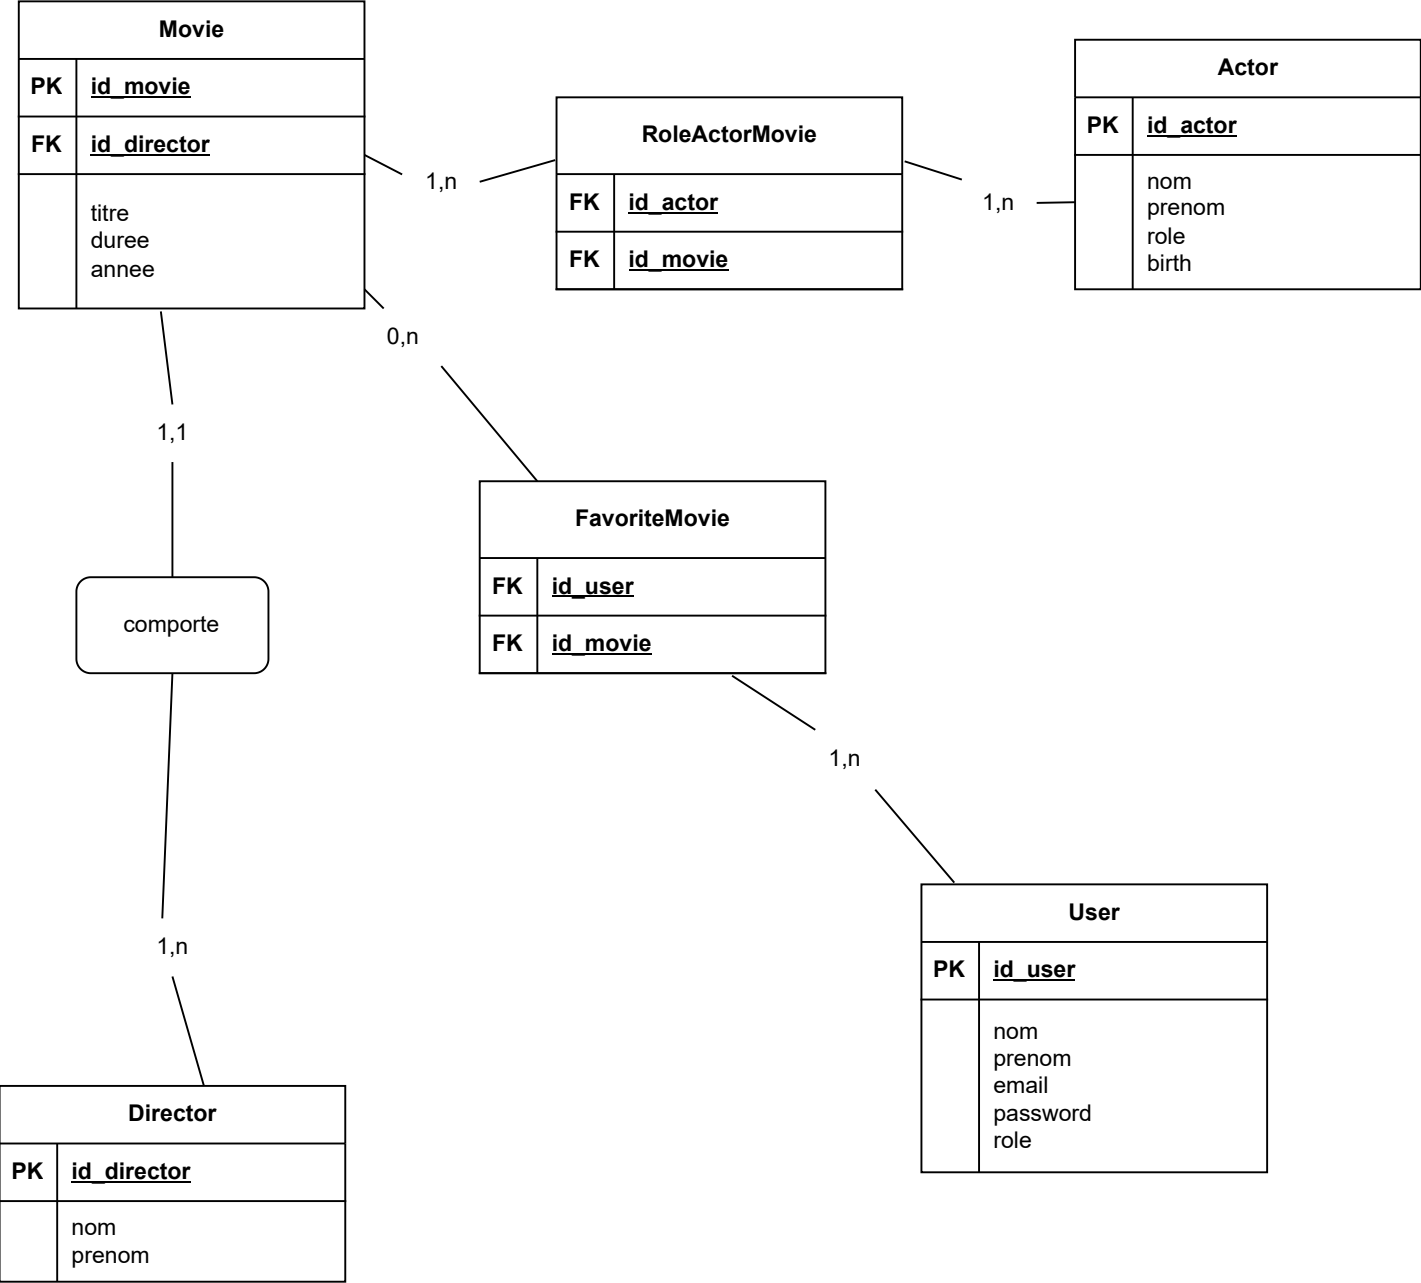 Movie
PK id_movie
FK id_director
titre
duree
annee
1,n
RoleActorMovie
FK id_actor
FK id_movie
1,n
Actor
PK id_actor
nom
prenom
role
birth
0,n
1,1
comporte
FavoriteMovie
FK id_user
FK id_movie
1,n
1,n
User
PK id_user
nom
prenom
email
password
role
Director
PK id_director
nom
prenom